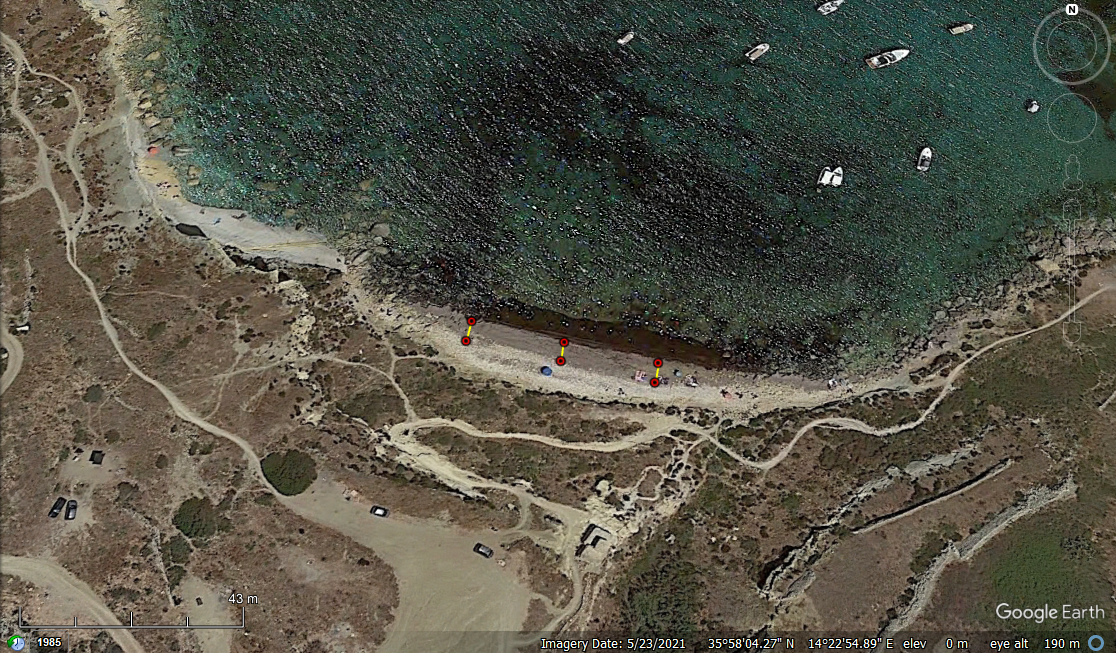 N
43 m
Google Earth
1985
Imagery Date: 5/23/2021 35°58'04.27" N 14°22'54.89" E elev 0 m eye alt 190 m